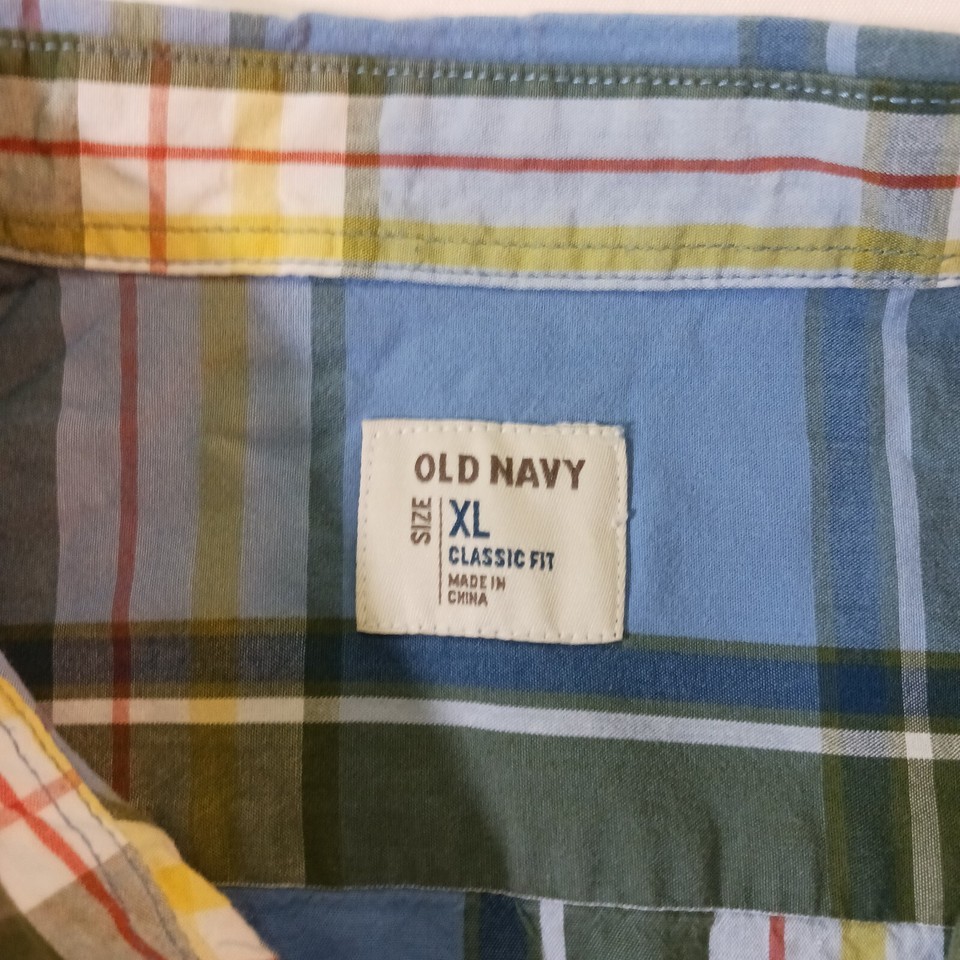 OLD NAVY
SIZE
XL
CLASSIC FIT
MADE IN
CHINA